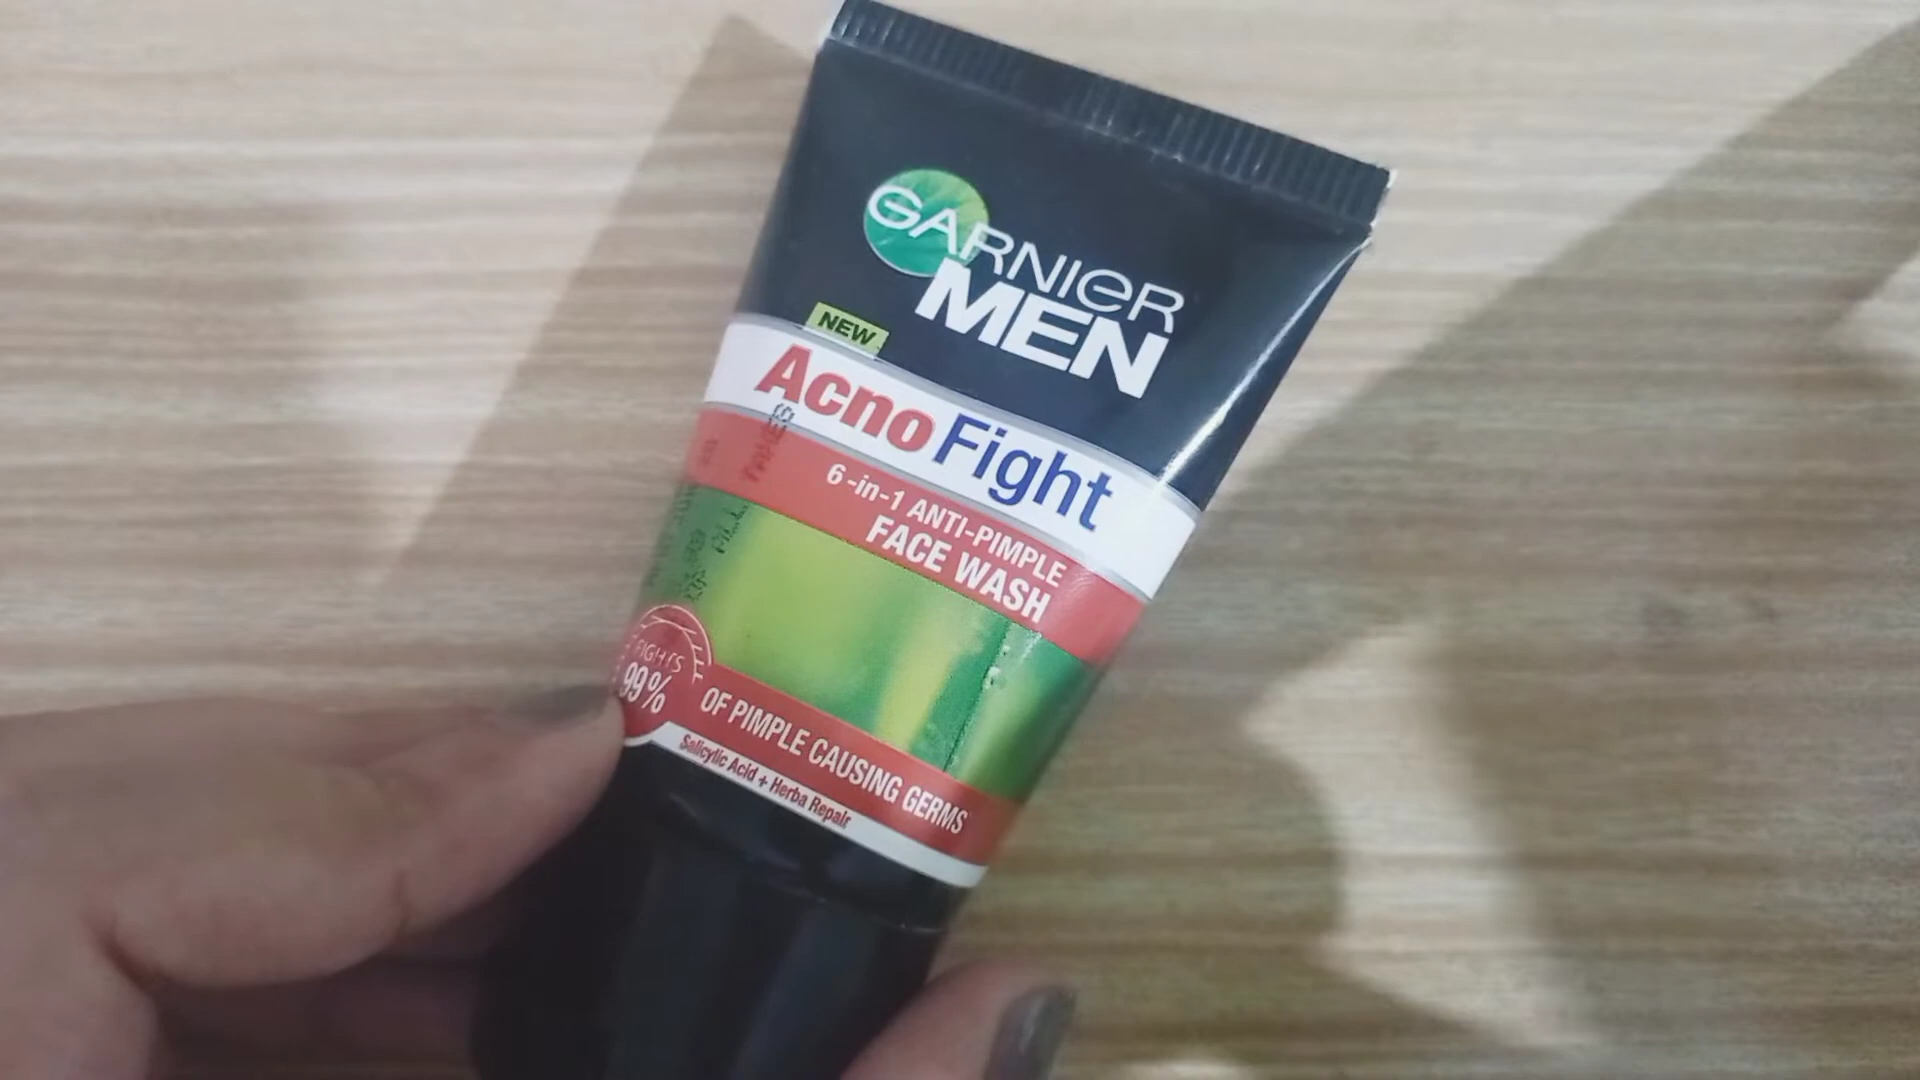 GARNIER
MEN
NEW
AcnoFight
6-in-1 ANTI-PIMPLE
FACE WASH
FIGHTS
99%
OF PIMPLE CAUSING GERMS
Salicylic Acid + Herba Repair